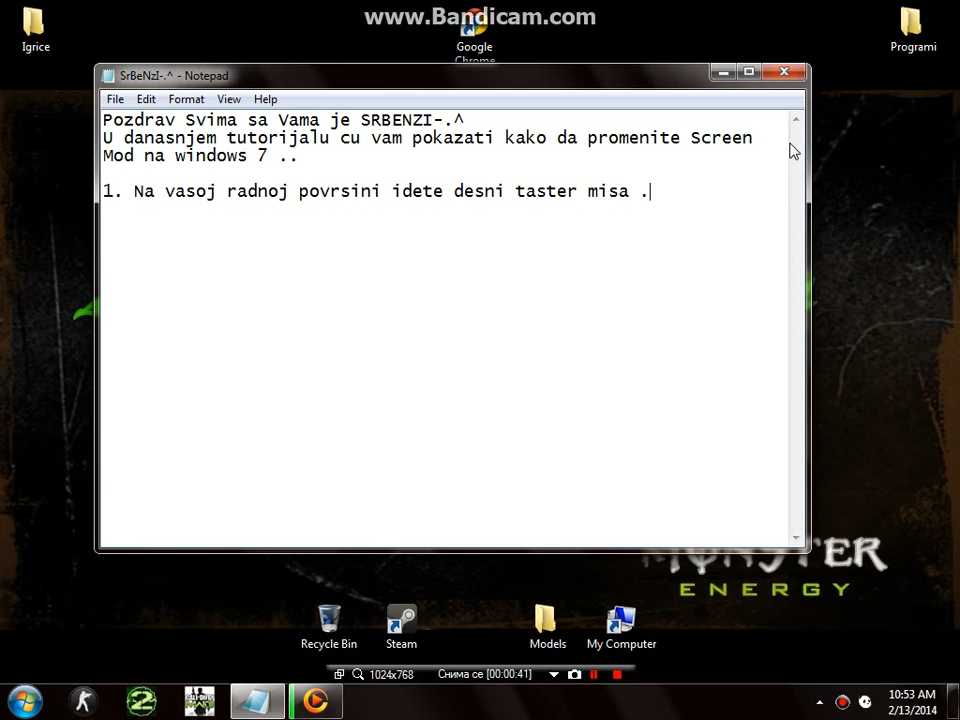 www.Bandicam.com
Igrice
Google
Chrome
Programi
SrBeNzI-.^ - Notepad
File Edit Format View Help
Pozdrav Svima sa Vama je SRBENZI-.^
U danasnjem tutorijalu cu vam pokazati kako da promenite Screen
Mod na windows 7 ..
1. Na vasoj radnoj povrsini idete desni taster misa .
MONSTER
ENERGY
Recycle Bin
Steam
Models
My Computer
1024x768 Снима се [00:00:41]
10:53 AM
2/13/2014